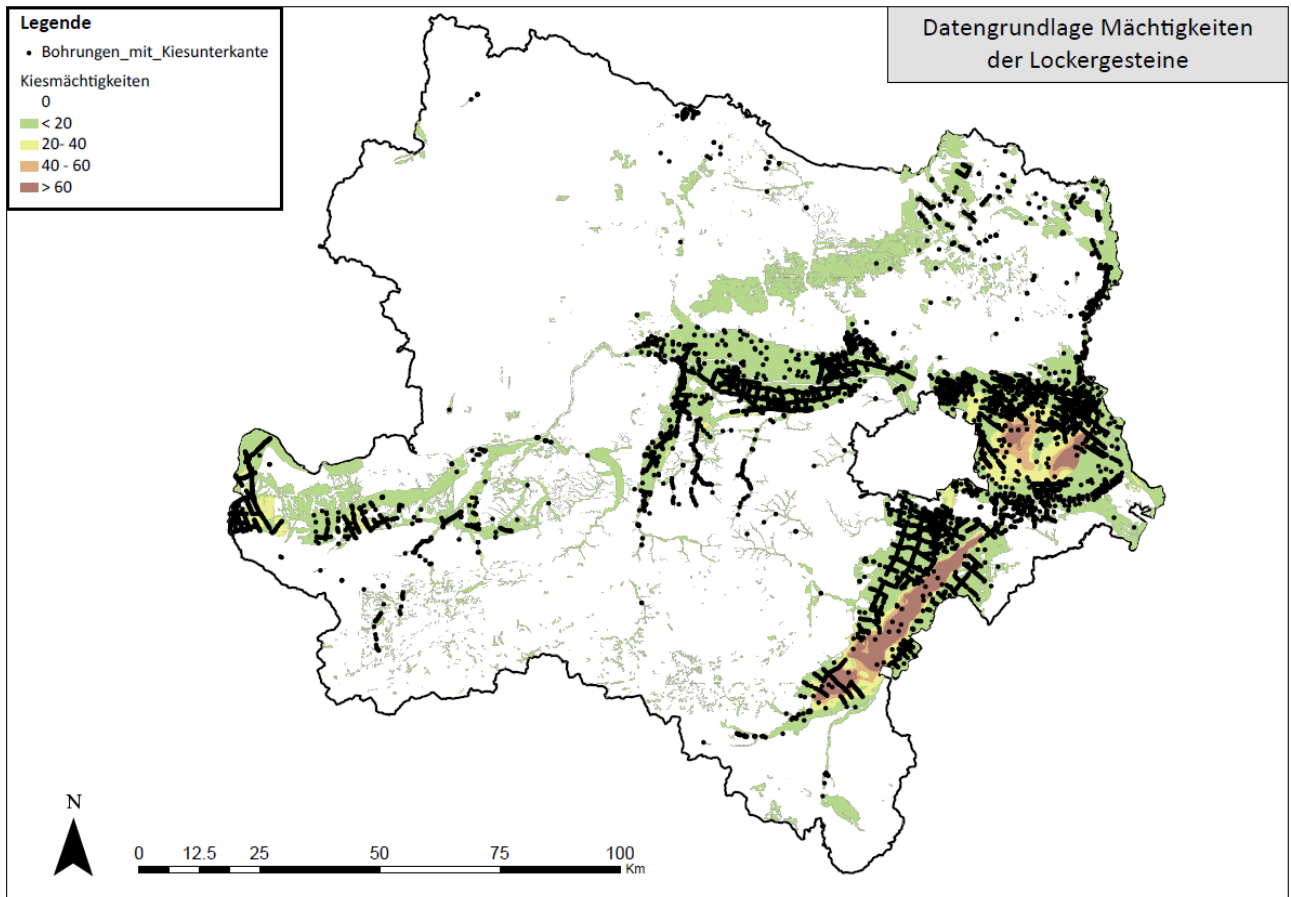 Legende
Bohrungen_mit_Kiesunterkante
Kiesmächtigkeiten
0
< 20
20- 40
40 - 60
> 60
Datengrundlage Mächtigkeiten
der Lockergesteine
N
0 12.5 25 50 75 100
Km